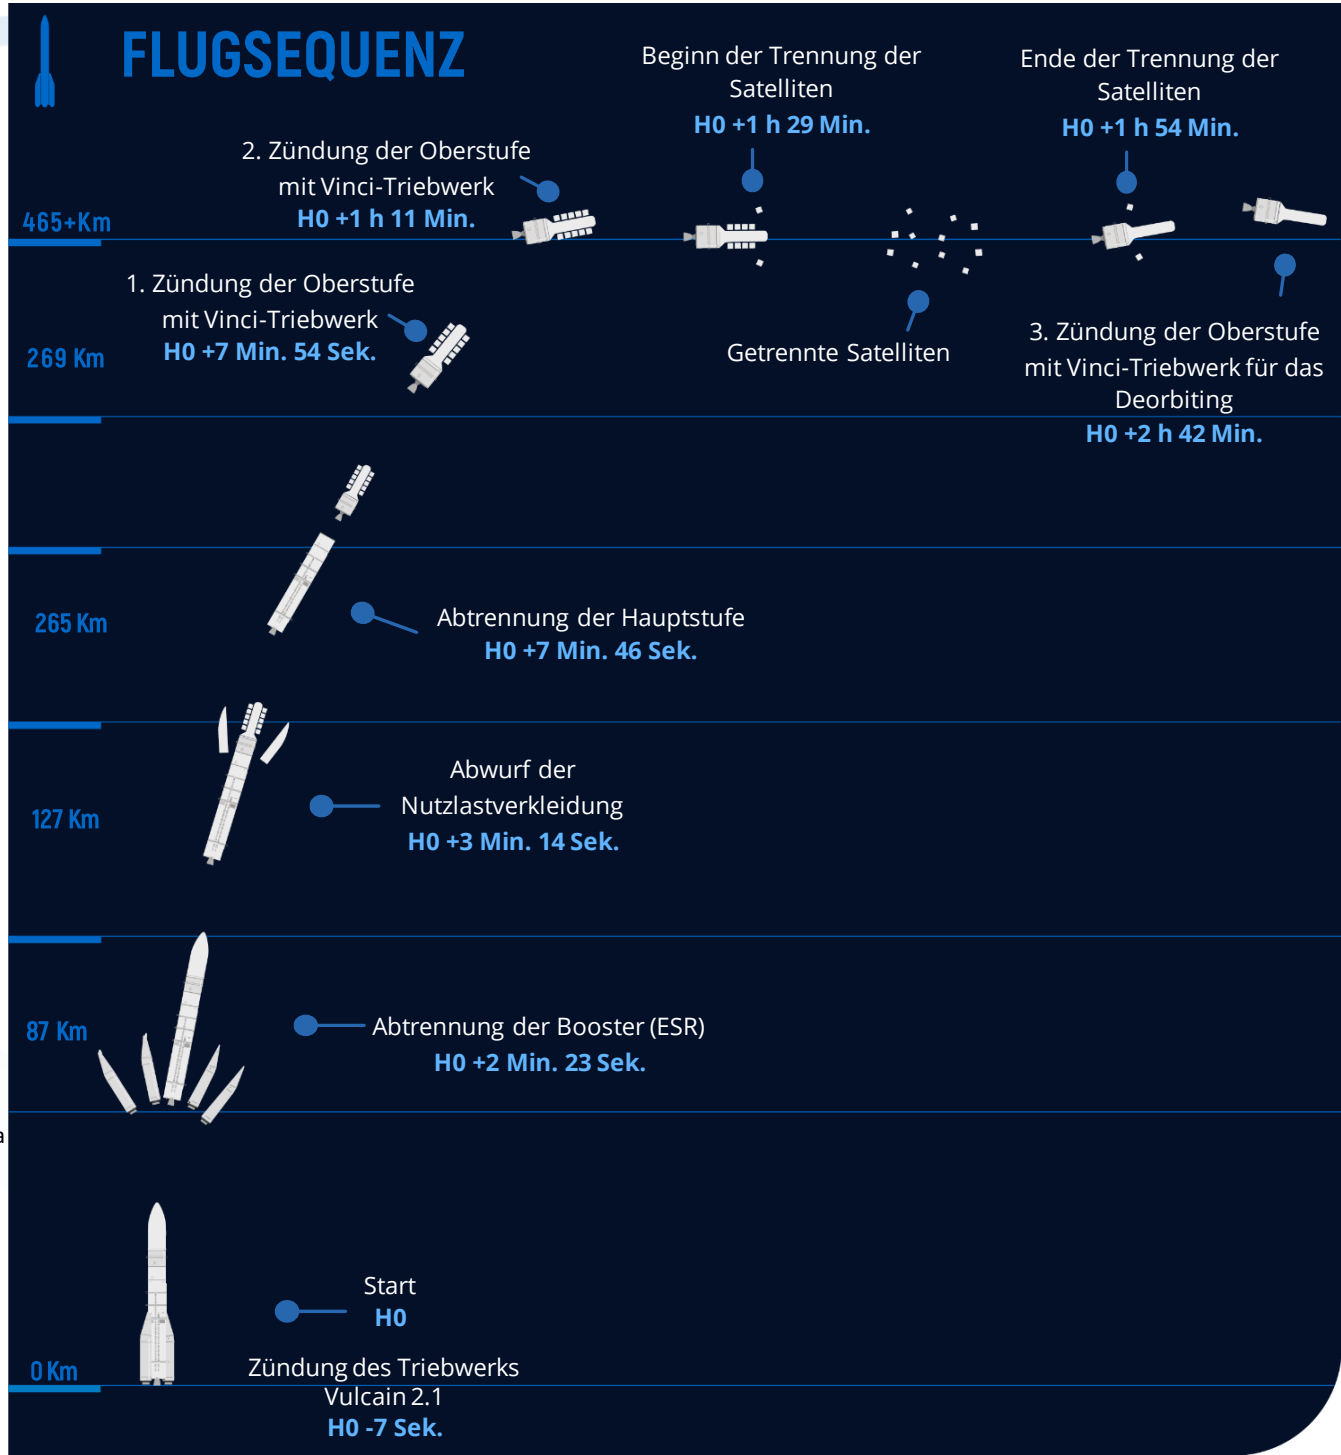 FLUGSEQUENZ
Beginn der Trennung der
Satelliten
H0 +1 h 29 Min.
Ende der Trennung der
Satelliten
H0 +1 h 54 Min.
2. Zündung der Oberstufe
mit Vinci-Triebwerk
H0 +1 h 11 Min.
465+Km
1. Zündung der Oberstufe
mit Vinci-Triebwerk
H0 +7 Min. 54 Sek.
269 Km
Getrennte Satelliten
3. Zündung der Oberstufe
mit Vinci-Triebwerk für das
Deorbiting
H0 +2 h 42 Min.
265 Km
Abtrennung der Hauptstufe
H0 +7 Min. 46 Sek.
127 Km
Abwurf der
Nutzlastverkleidung
H0 +3 Min. 14 Sek.
87 Km
Abtrennung der Booster (ESR)
H0 +2 Min. 23 Sek.
a
Start
H0
0 Km
Zündung des Triebwerks
Vulcain 2.1
H0 -7 Sek.